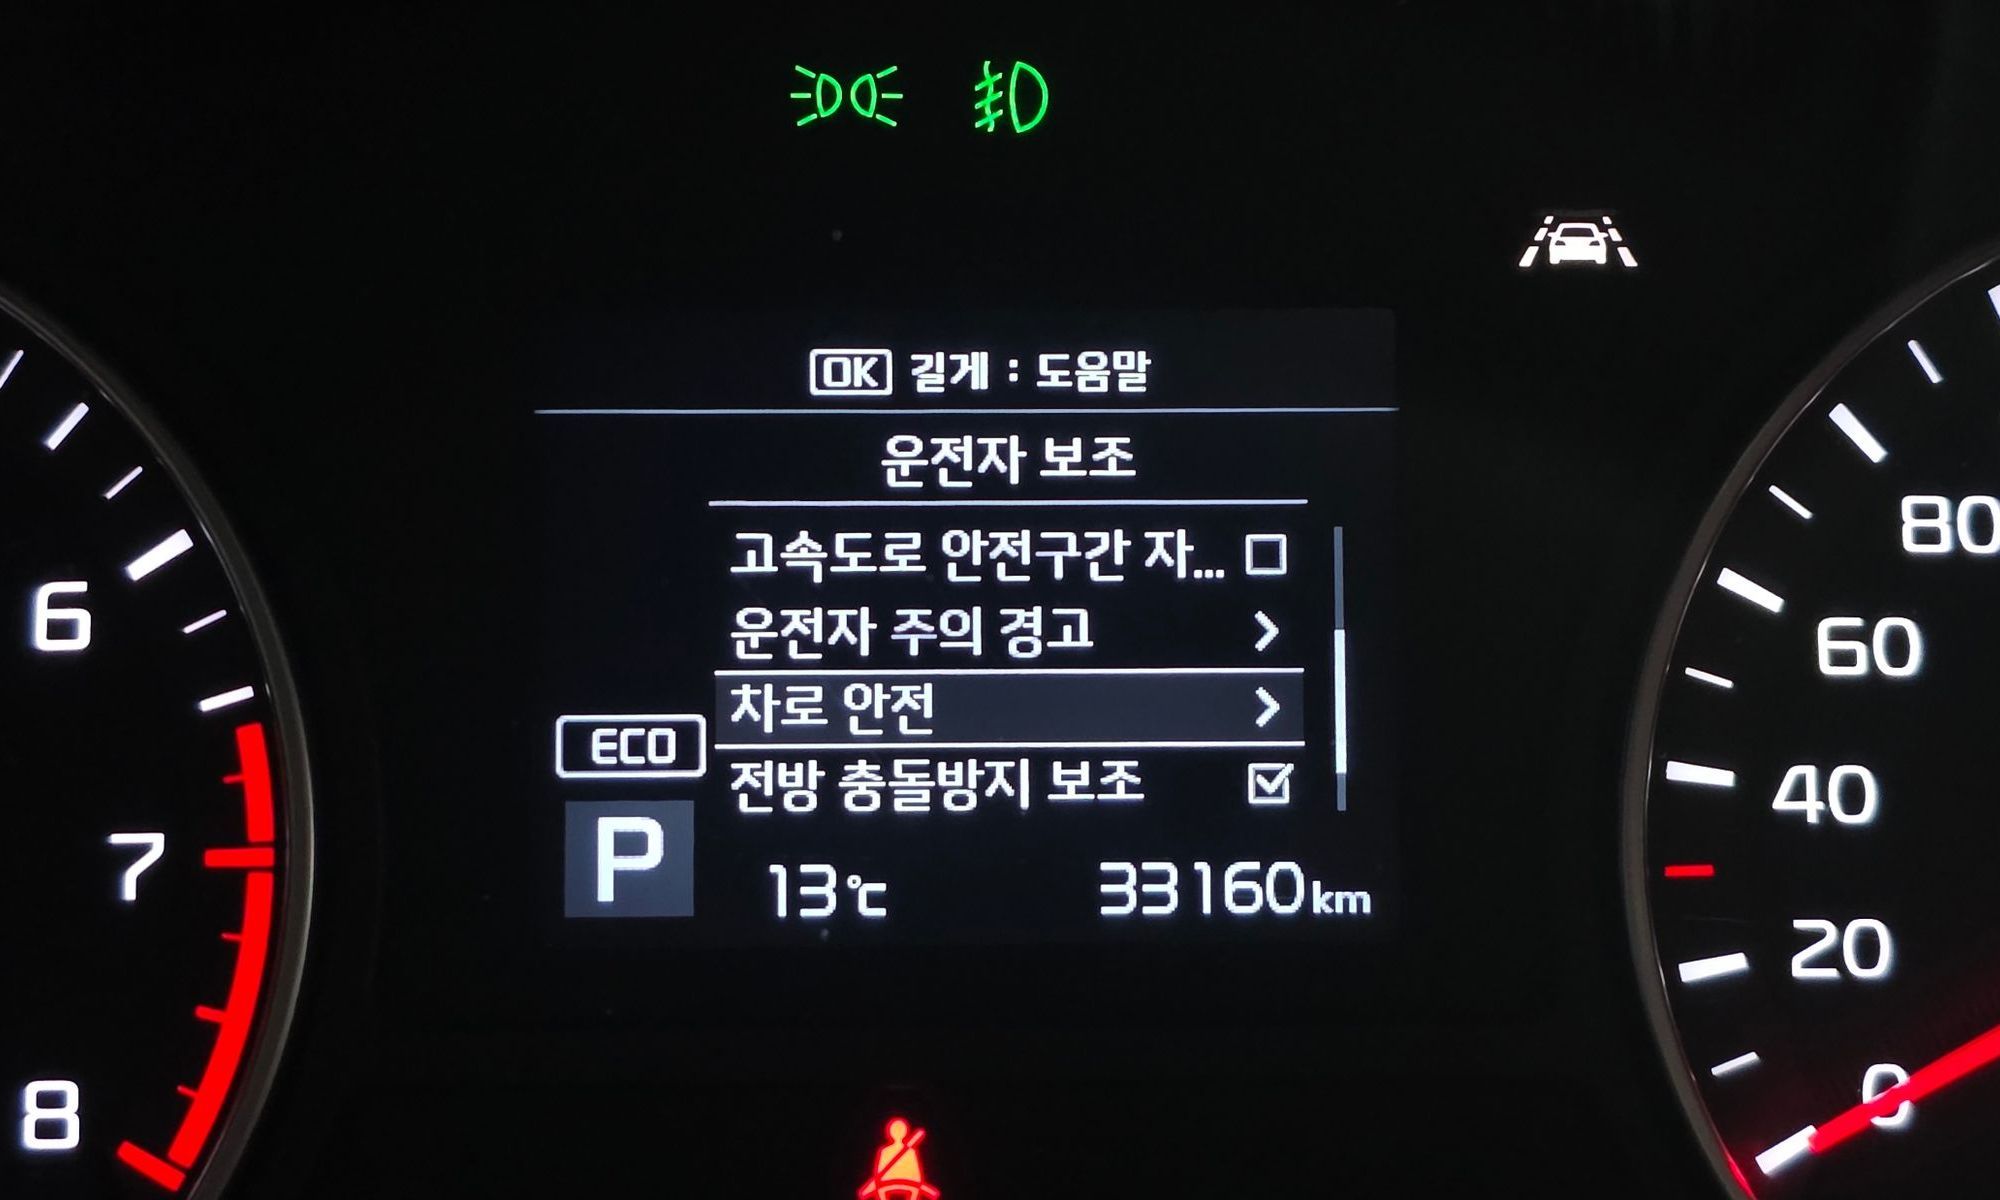 OK 길게 : 도움말
운전자 보조
고속도로 안전구간 자...
운전자 주의 경고
차로 안전
전방 충돌방지 보조
ECO
P
13℃ 33160km
6
7
8
80
60
40
20
0